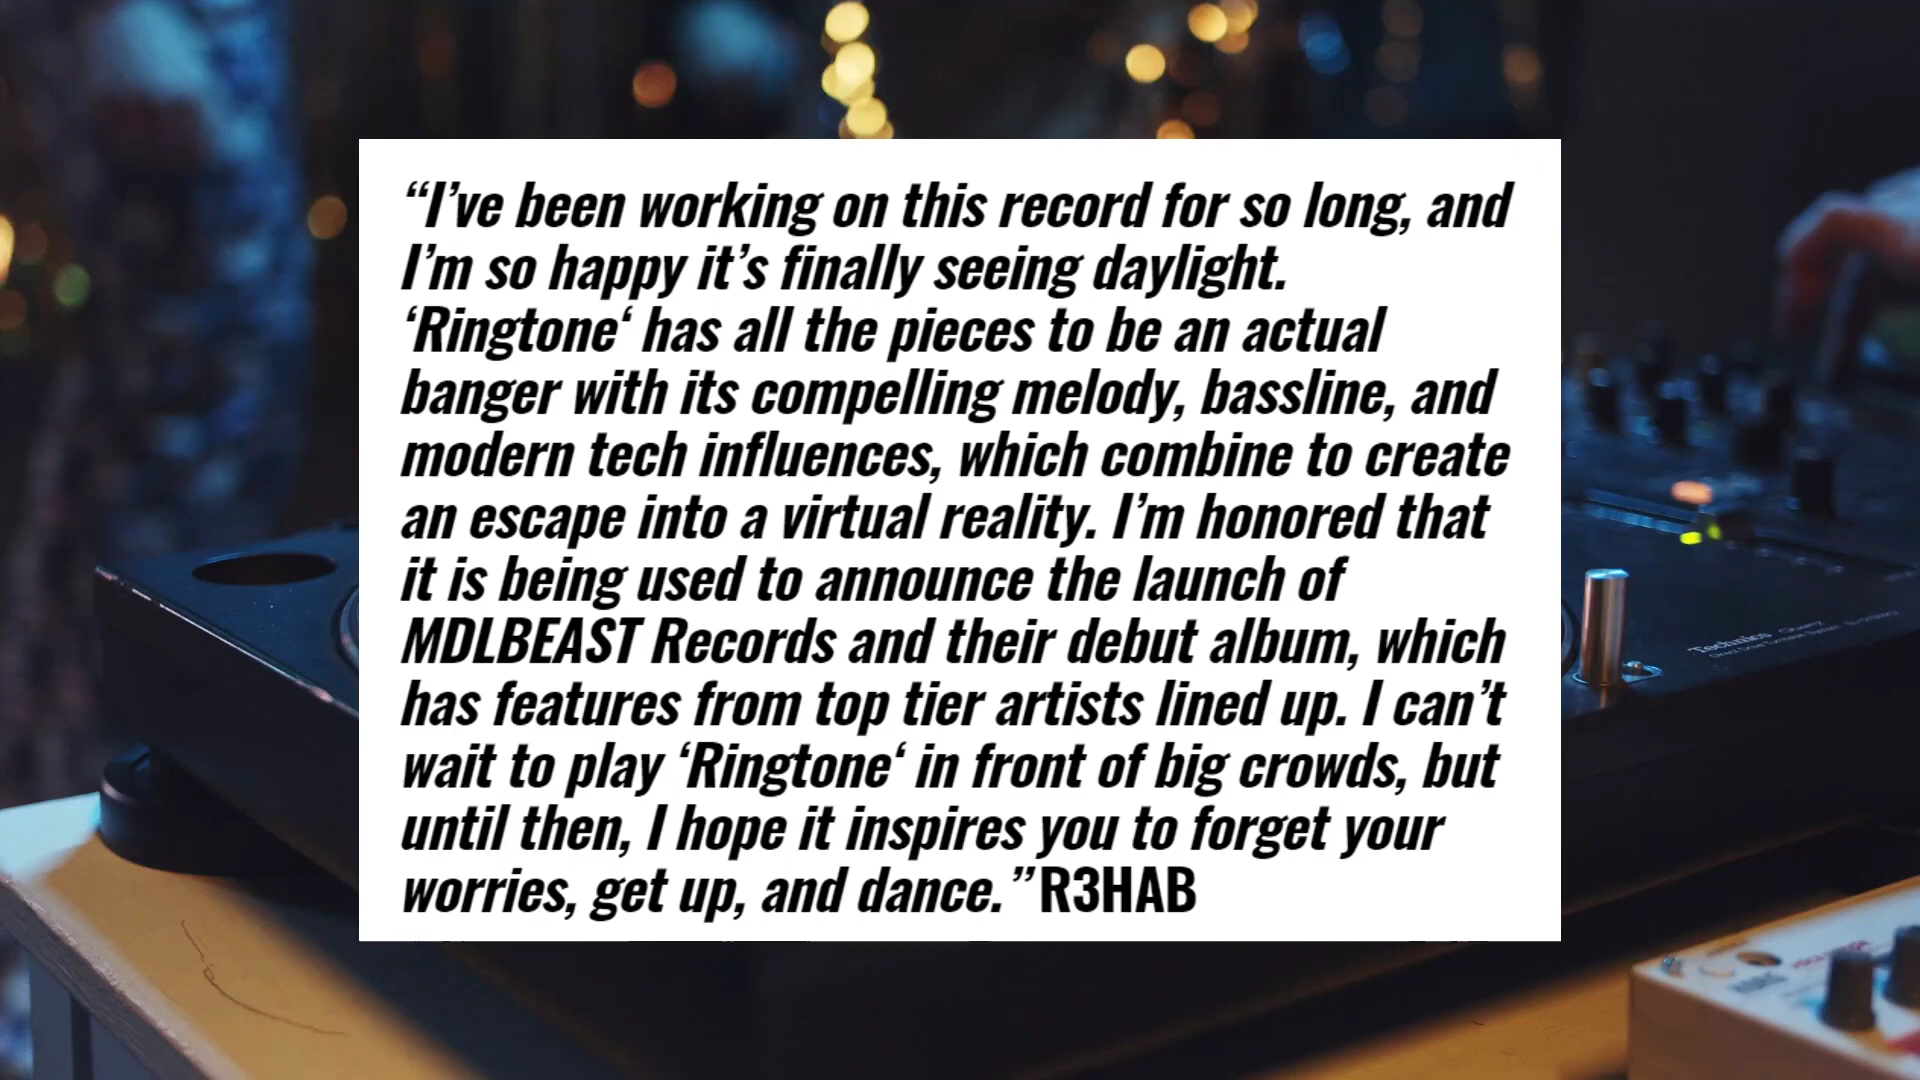 “I’ve been working on this record for so long, and
I’m so happy it’s finally seeing daylight.
‘Ringtone‘ has all the pieces to be an actual
banger with its compelling melody, bassline, and
modern tech influences, which combine to create
an escape into a virtual reality. I’m honored that
it is being used to announce the launch of
MDLBEAST Records and their debut album, which
has features from top tier artists lined up. I can’t
wait to play ‘Ringtone‘ in front of big crowds, but
until then, I hope it inspires you to forget your
worries, get up, and dance.” R3HAB
Technics